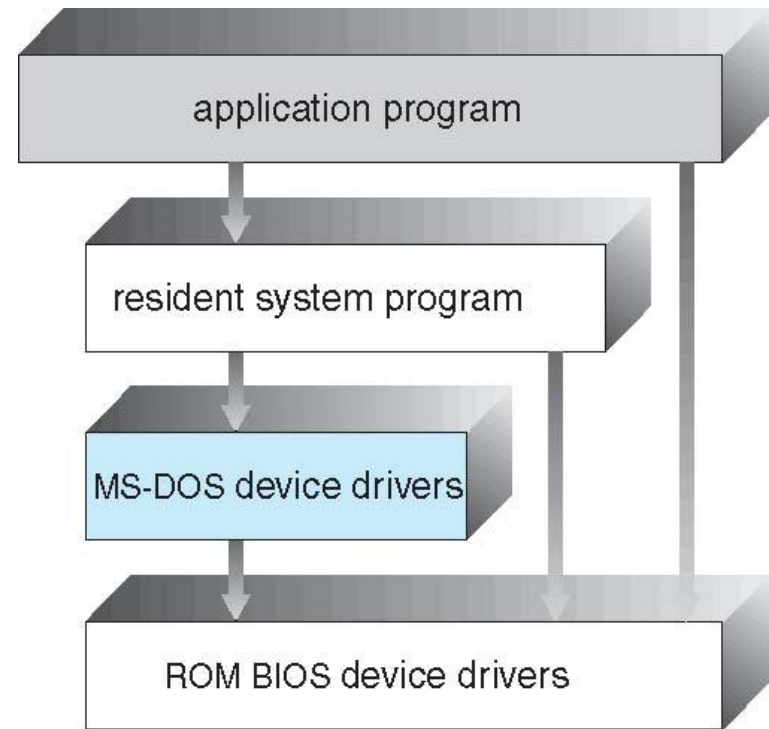 application program
resident system program
MS-DOS device drivers
ROM BIOS device drivers